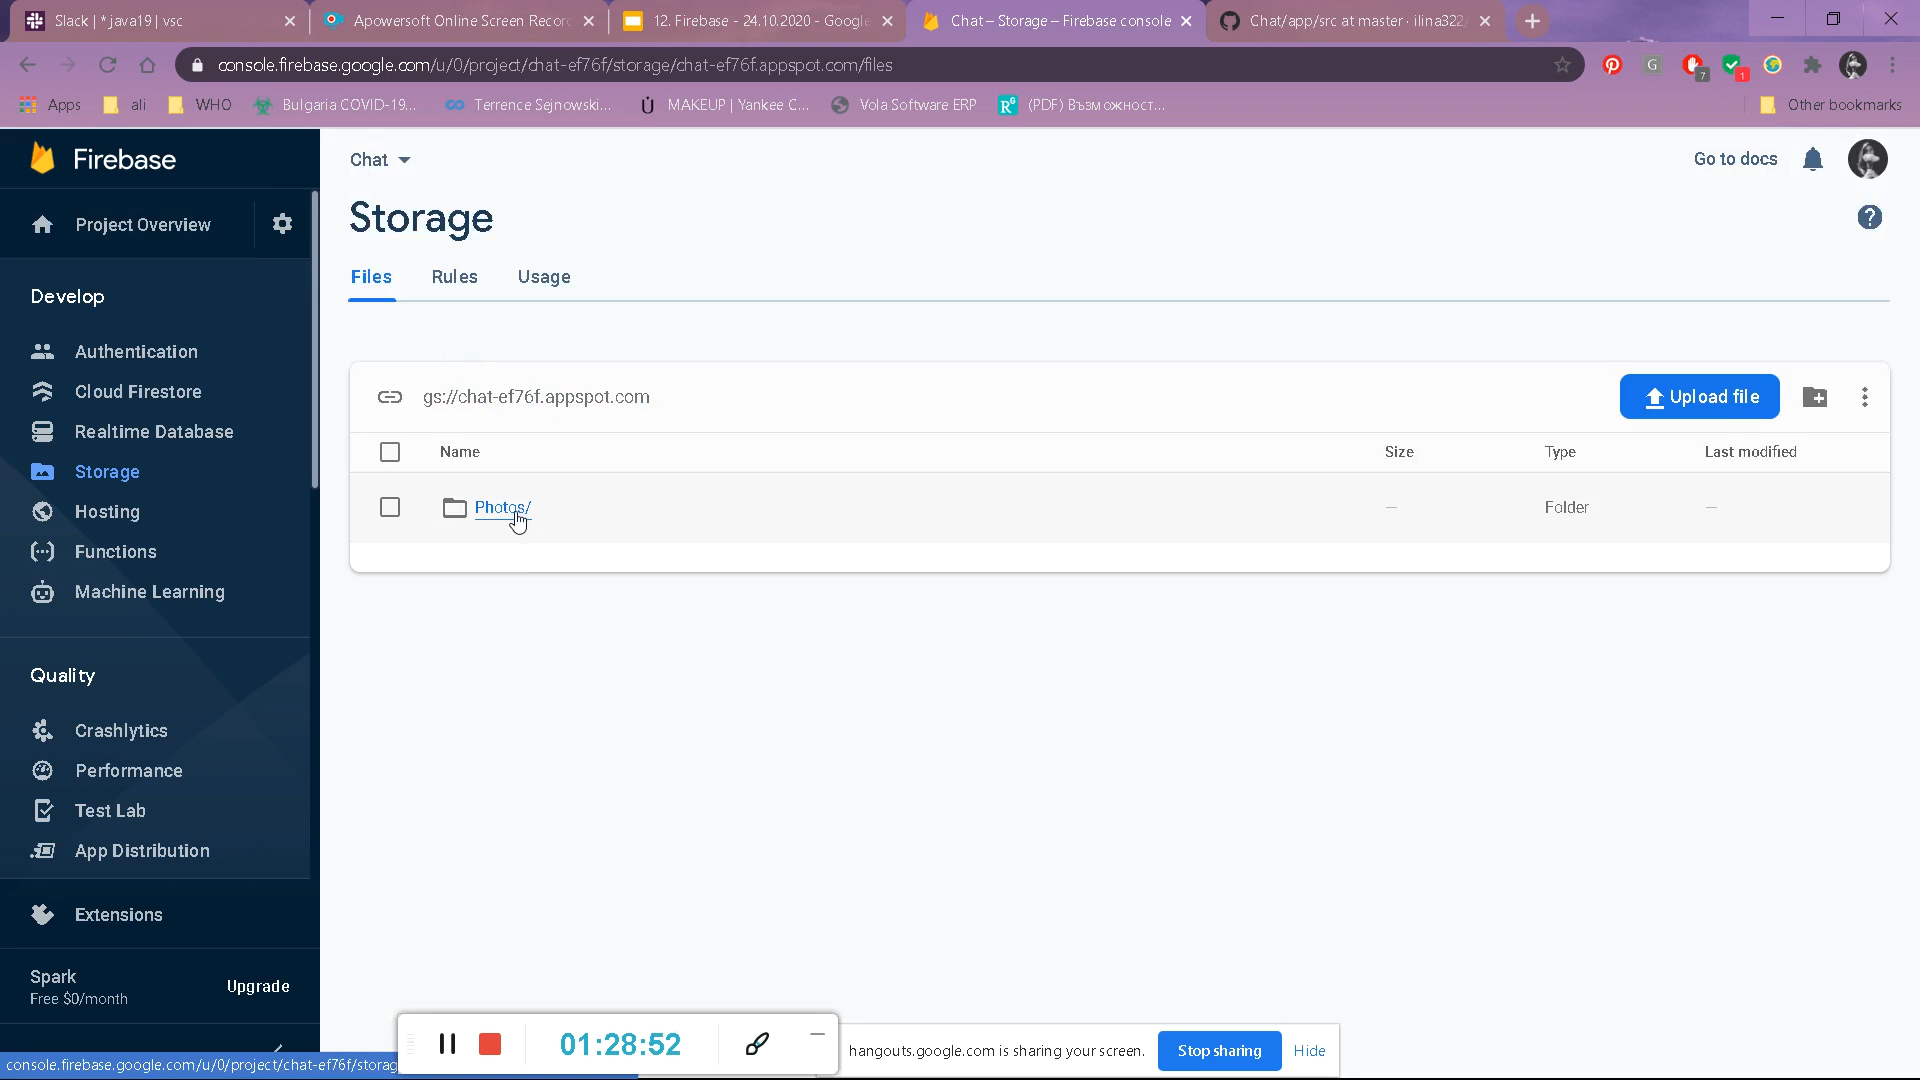 Slack | *java19 | vsc
Apowersoft Online Screen Recor
12. Firebase - 24.10.2020 - Google
Chat – Storage – Firebase console
Chat/app/src at master · ilina322/
console.firebase.google.com/u/0/project/chat-ef76f/storage/chat-ef76f.appspot.com/files
G
7
1
Apps
ali
WHO
Bulgaria COVID-19...
Terrence Sejnowski...
MAKEUP | Yankee C...
Vola Software ERP
(PDF) Възможност...
Other bookmarks
Firebase
Chat
Go to docs
Storage
Project Overview
Files Rules Usage
Develop
Authentication
Cloud Firestore
Realtime Database
Storage
Hosting
Functions
Machine Learning
gs://chat-ef76f.appspot.com
Upload file
Name Size Type Last modified
Photos/ — Folder —
Quality
Crashlytics
Performance
Test Lab
App Distribution
Extensions
Spark
Free $0/month
Upgrade
01:28:52
hangouts.google.com is sharing your screen.
Stop sharing
Hide
console.firebase.google.com/u/0/project/chat-ef76f/storag